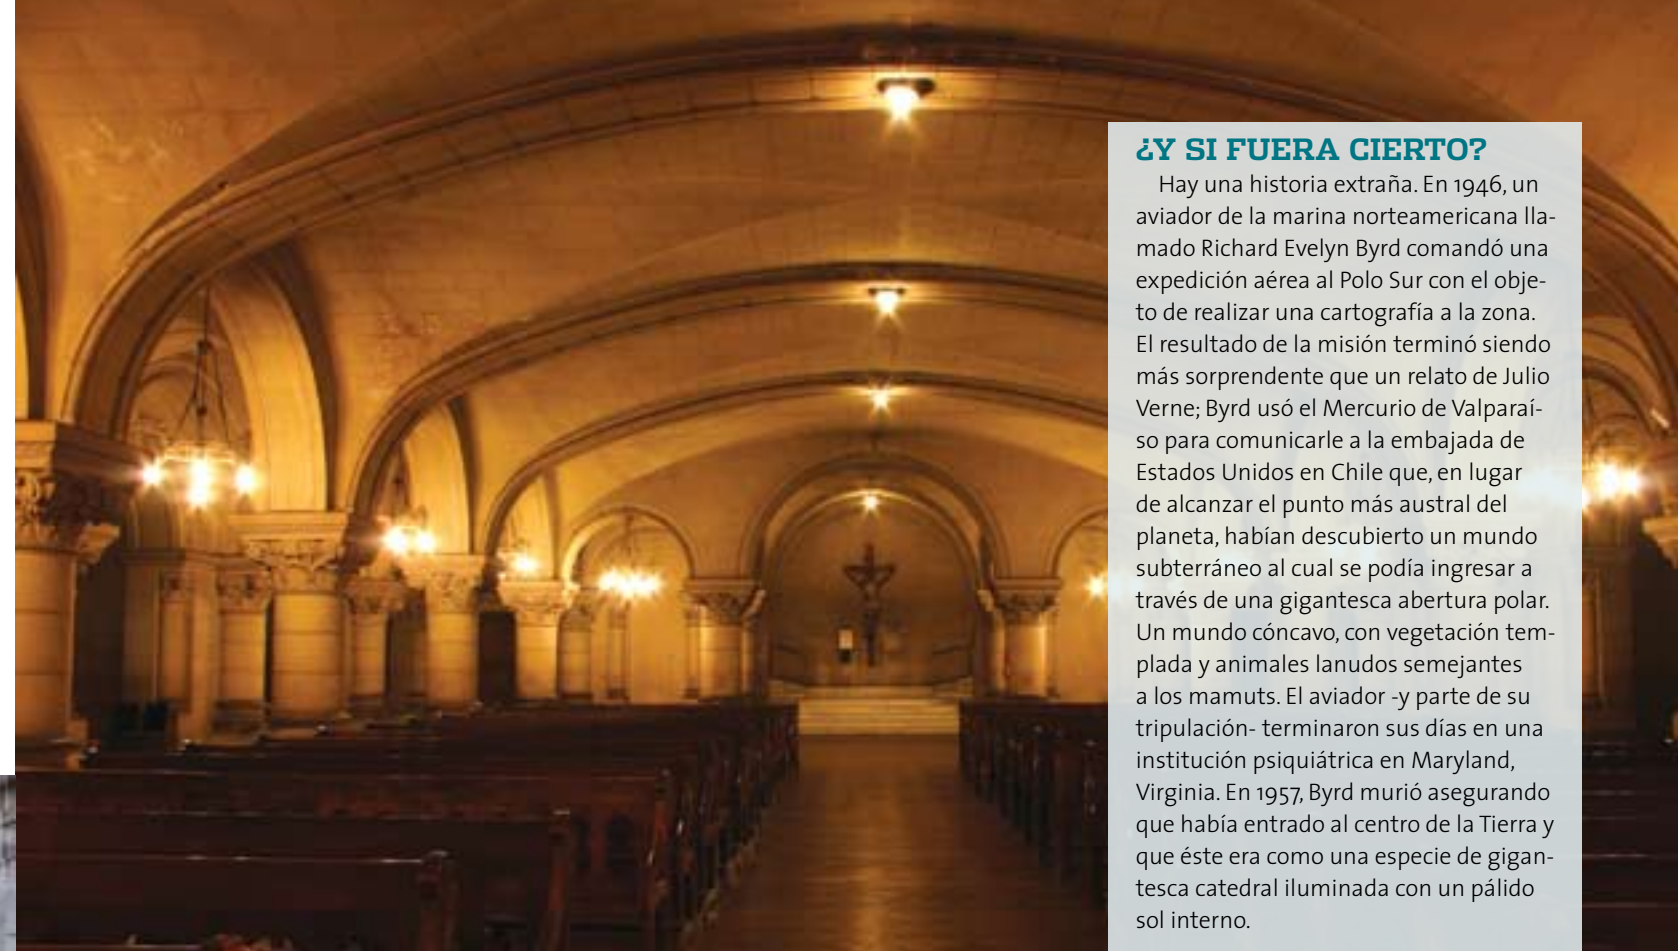 ¿Y SI FUERA CIERTO?
Hay una historia extraña. En 1946, un
aviador de la marina norteamericana lla-
mado Richard Evelyn Byrd comandó una
expedición aérea al Polo Sur con el obje-
to de realizar una cartografía a la zona.
El resultado de la misión terminó siendo
más sorprendente que un relato de Julio
Verne; Byrd usó el Mercurio de Valparaí-
so para comunicarle a la embajada de
Estados Unidos en Chile que, en lugar
de alcanzar el punto más austral del
planeta, habían descubierto un mundo
subterráneo al cual se podía ingresar a
través de una gigantesca abertura polar.
Un mundo cóncavo, con vegetación tem-
plada y animales lanudos semejantes
a los mamuts. El aviador -y parte de su
tripulación- terminaron sus días en una
institución psiquiátrica en Maryland,
Virginia. En 1957, Byrd murió asegurando
que había entrado al centro de la Tierra y
que éste era como una especie de gigan-
tesca catedral iluminada con un pálido
sol interno.